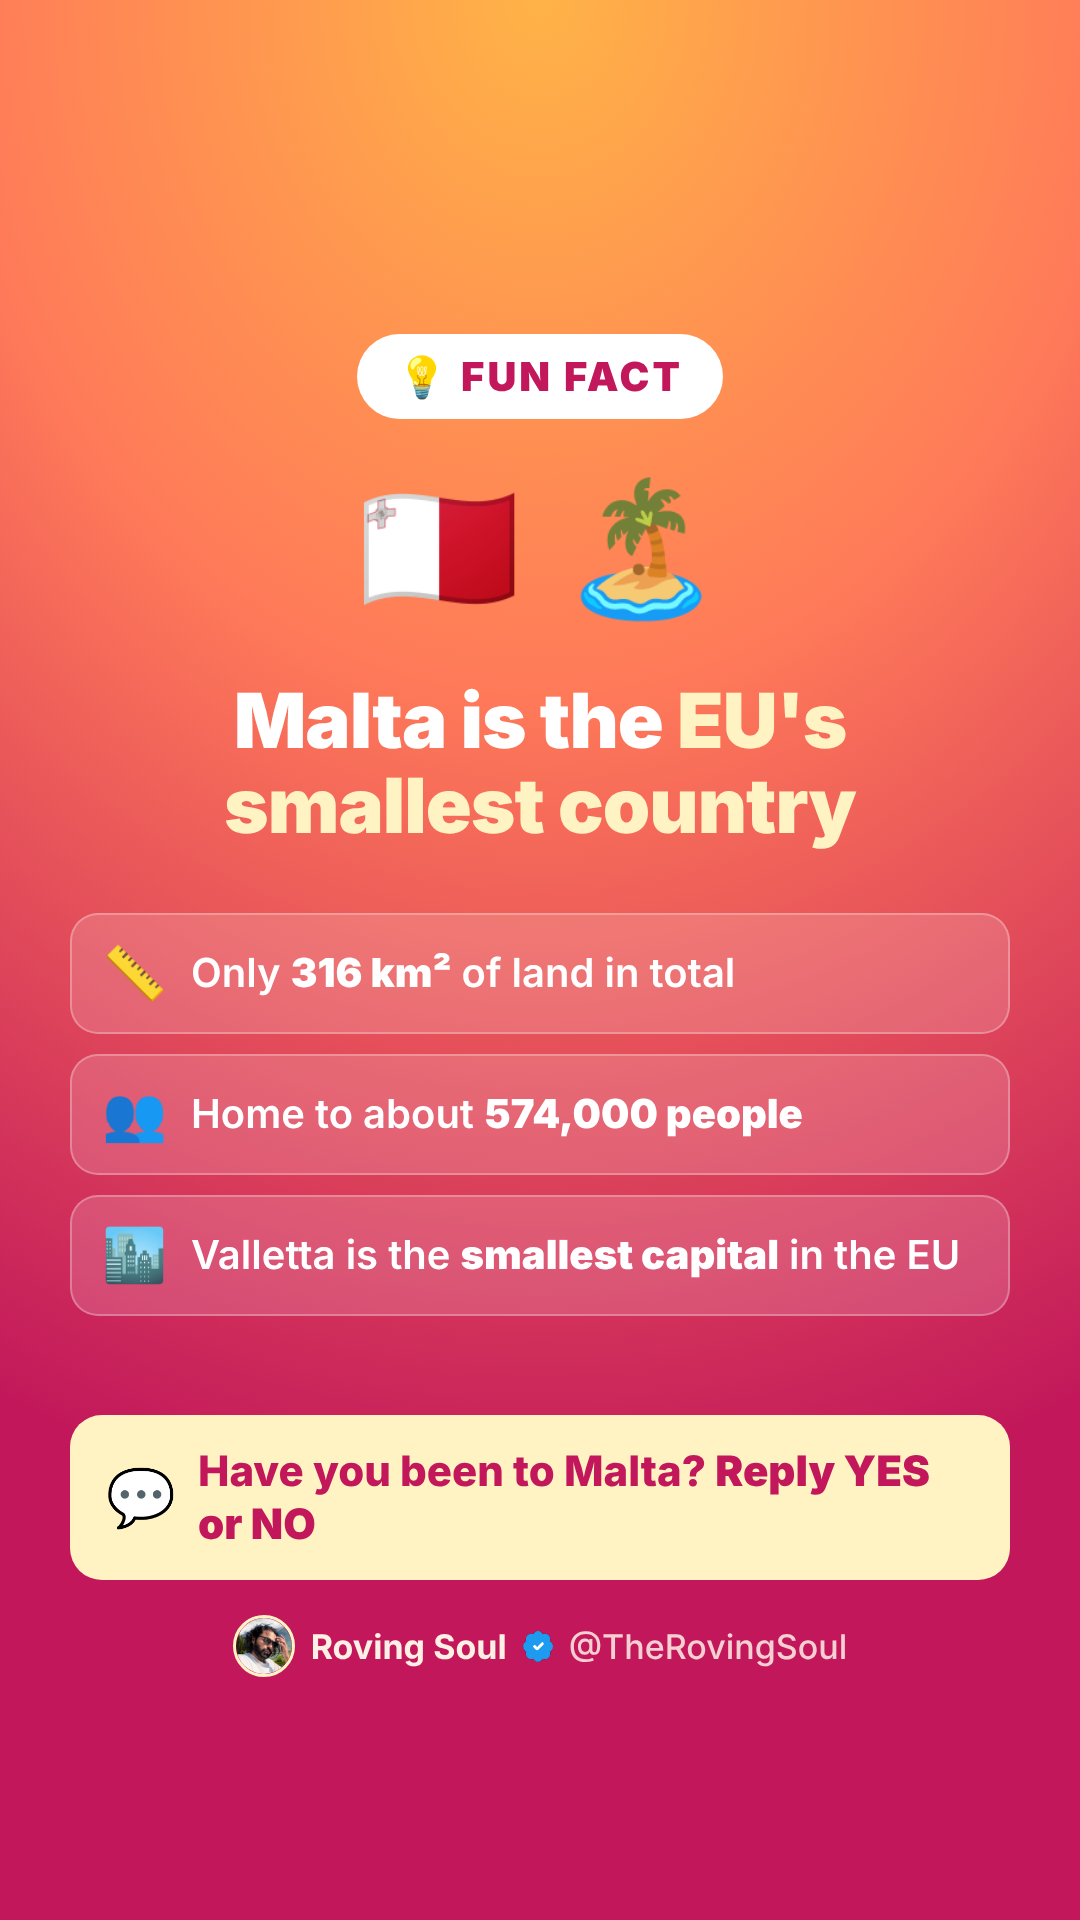 💡 FUN FACT
Malta is the EU's
smallest country
Only 316 km² of land in total
Home to about 574,000 people
Valletta is the smallest capital in the EU
Have you been to Malta? Reply YES
or NO
Roving Soul @TheRovingSoul